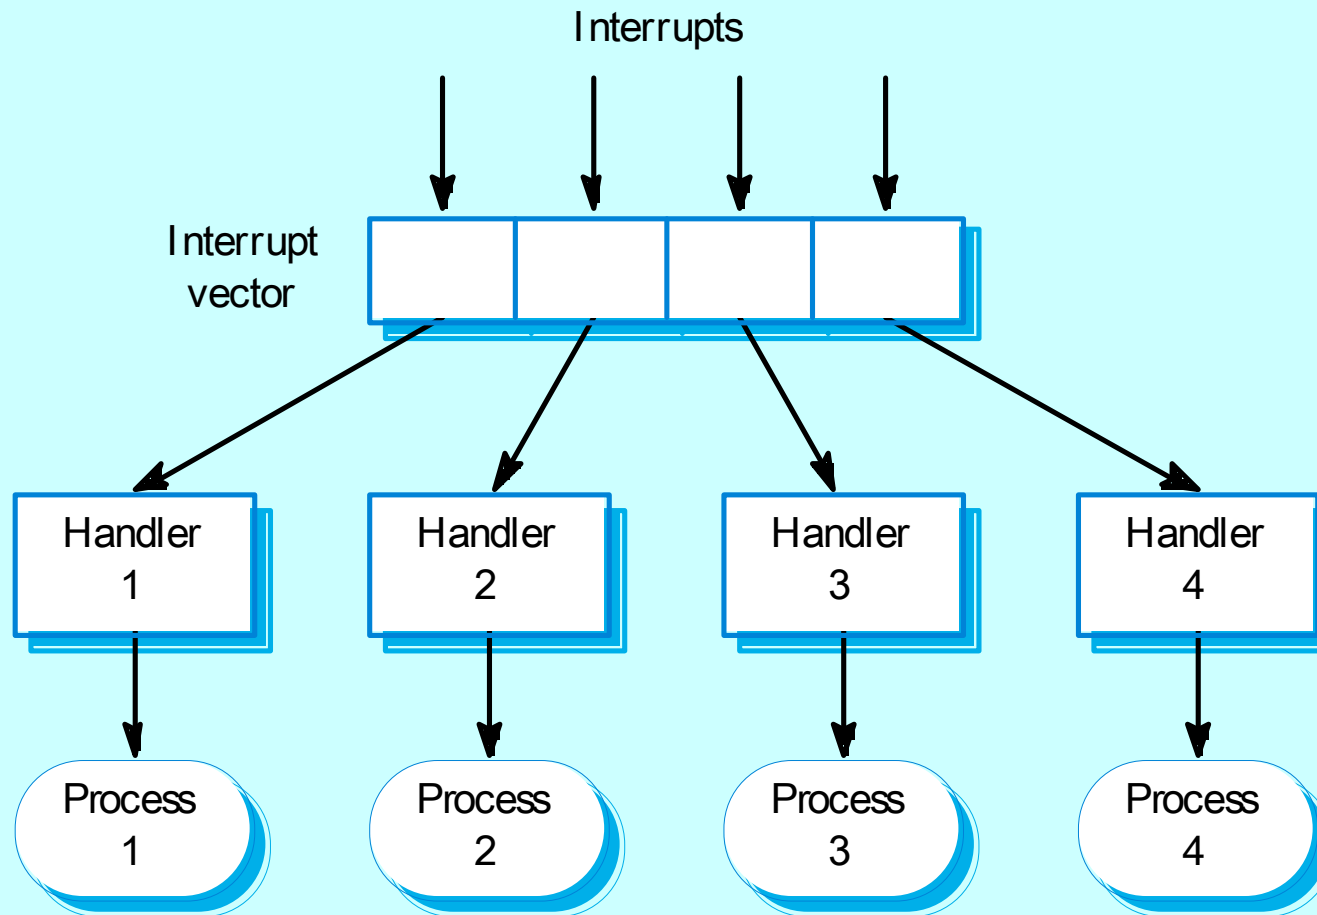 Interrupts
Interrupt
vector
Handler
1
Handler
2
Handler
3
Handler
4
Process
1
Process
2
Process
3
Process
4